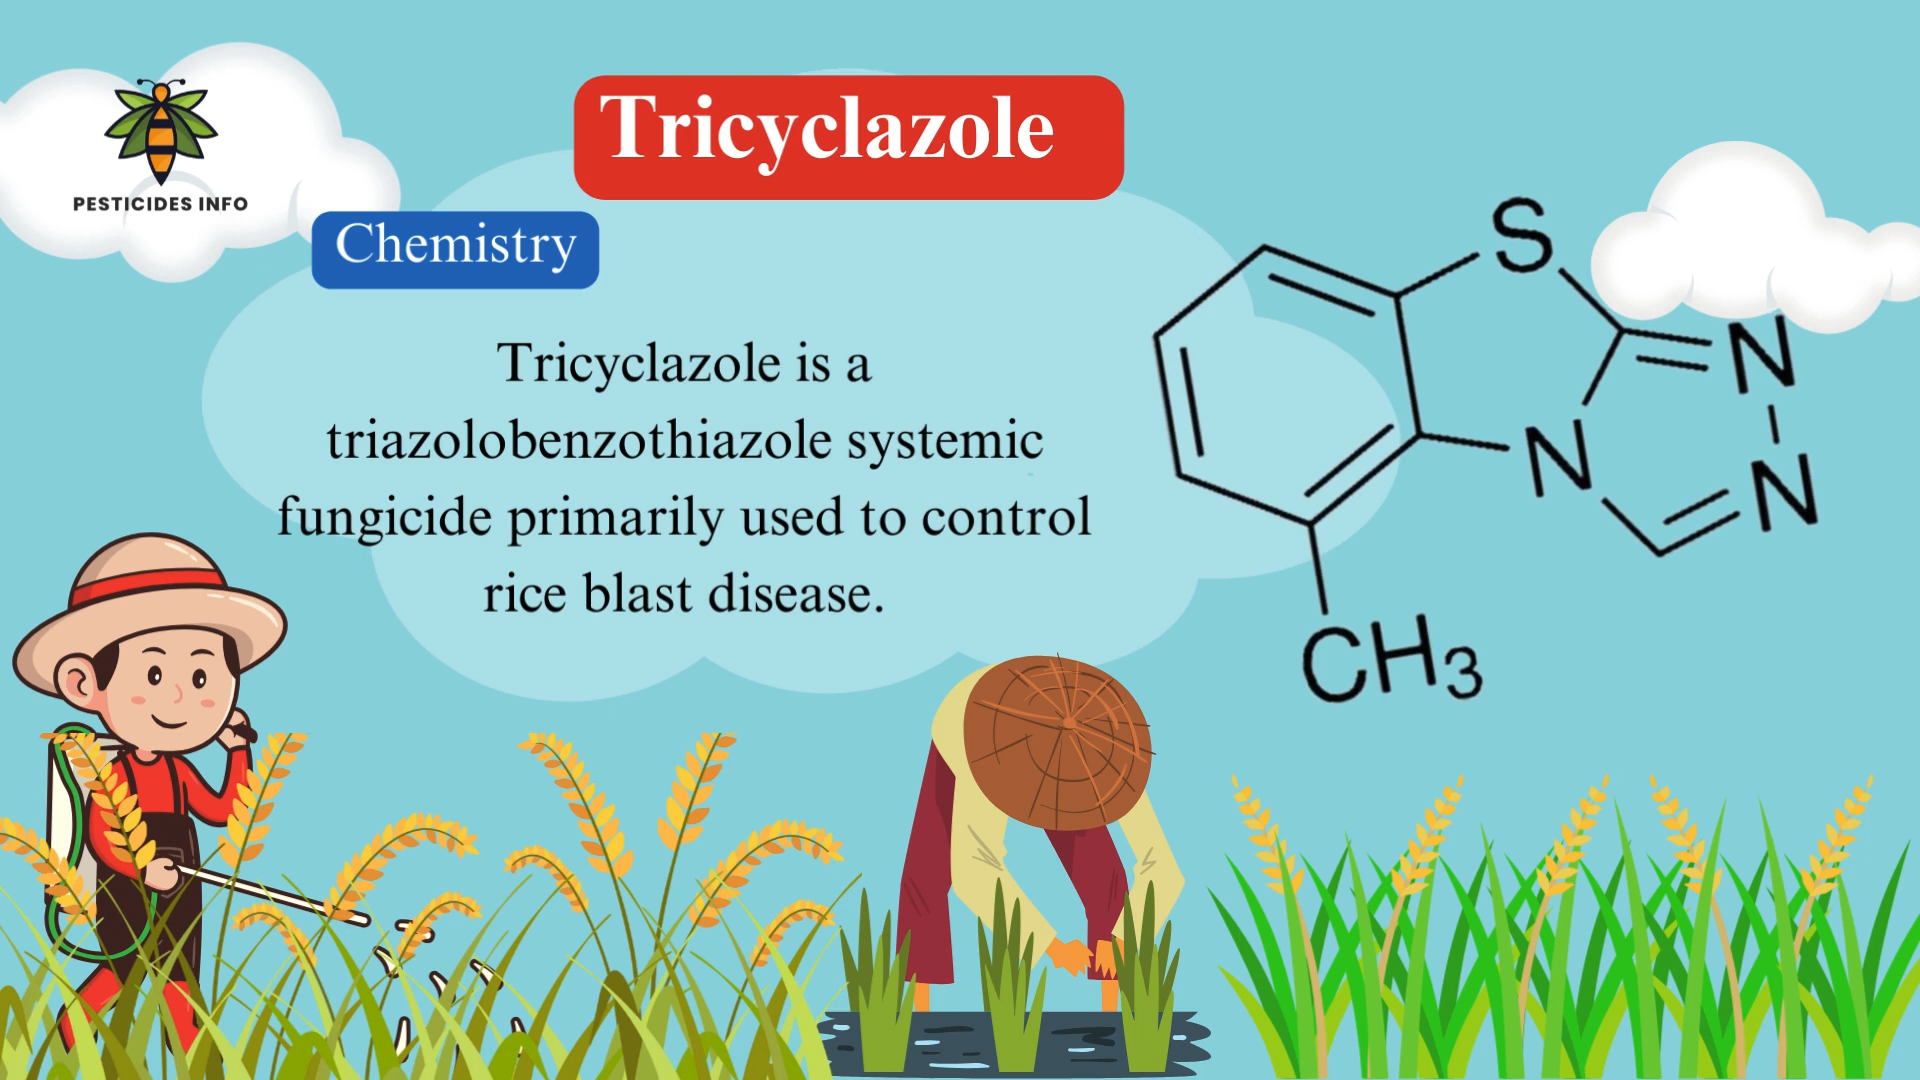 PESTICIDES INFO
Tricyclazole
Chemistry
Tricyclazole is a
triazolobenzothiazole systemic
fungicide primarily used to control
rice blast disease.
S
N
N
N
CH3